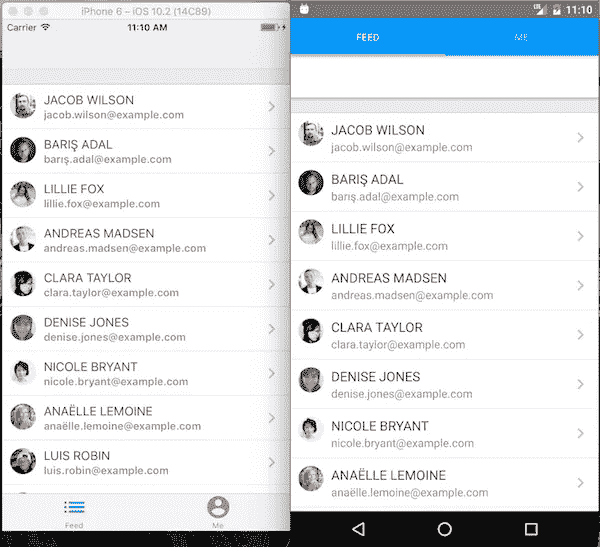 iPhone 6 – iOS 10.2 (14C89)
Carrier 11:10 AM
JACOB WILSON
jacob.wilson@example.com
BARIŞ ADAL
barış.adal@example.com
LILLIE FOX
lillie.fox@example.com
ANDREAS MADSEN
andreas.madsen@example.com
CLARA TAYLOR
clara.taylor@example.com
DENISE JONES
denise.jones@example.com
NICOLE BRYANT
nicole.bryant@example.com
ANAËLLE LEMOINE
anaëlle.lemoine@example.com
LUIS ROBIN
luis.robin@example.com
Feed Me
LTE 11:10
FEED ME
JACOB WILSON
jacob.wilson@example.com
BARIŞ ADAL
barış.adal@example.com
LILLIE FOX
lillie.fox@example.com
ANDREAS MADSEN
andreas.madsen@example.com
CLARA TAYLOR
clara.taylor@example.com
DENISE JONES
denise.jones@example.com
NICOLE BRYANT
nicole.bryant@example.com
ANAËLLE LEMOINE
anaëlle.lemoine@example.com